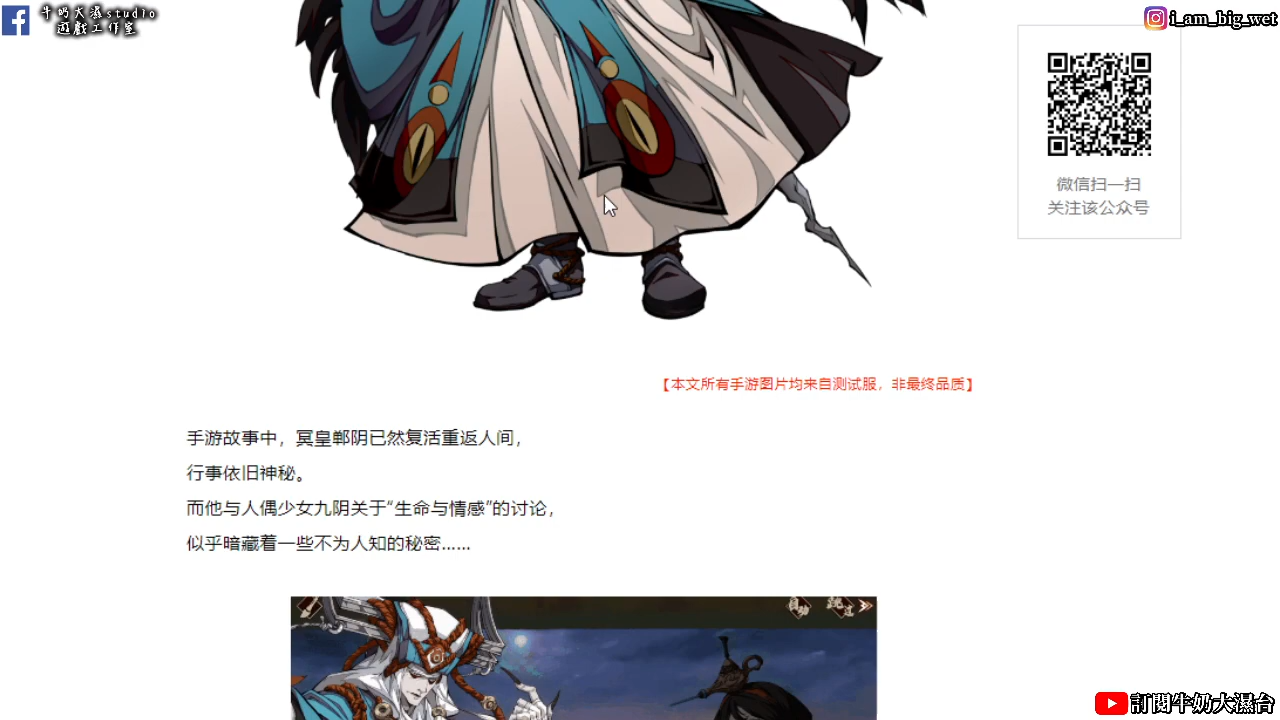 牛奶大濕studio
遊戲工作室
i_am_big_wet
微信扫一扫
关注该公众号
【本文所有手游图片均来自测试服，非最终品质】
手游故事中，冥皇郸阴已然复活重返人间，
行事依旧神秘。
而他与人偶少女九阴关于“生命与情感”的讨论，
似乎暗藏着一些不为人知的秘密......
自动
跳过
訂閱牛奶大濕台